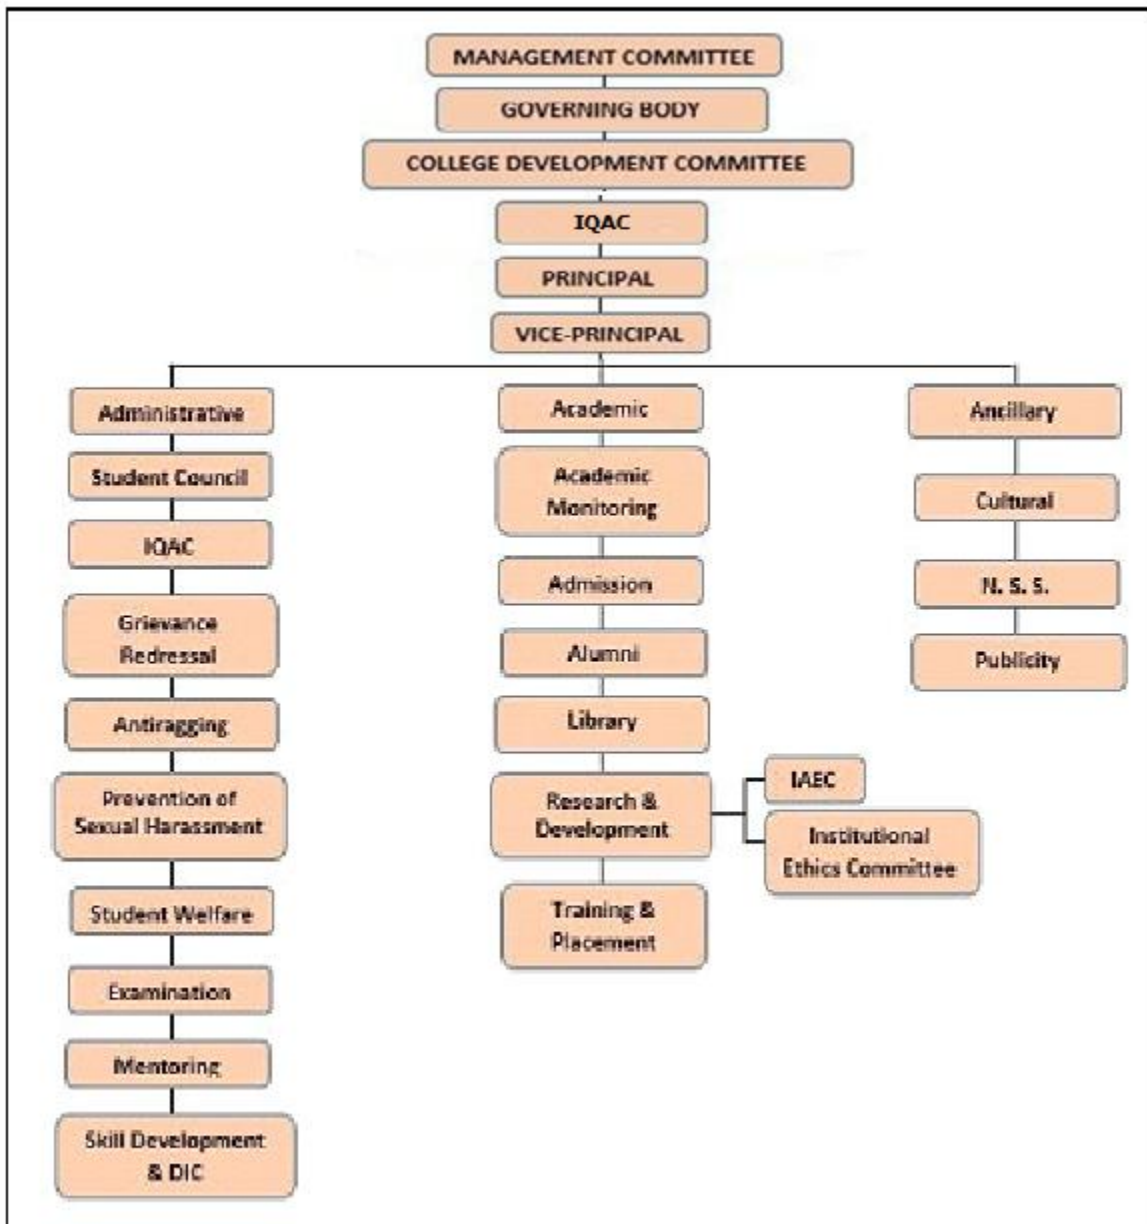 MANAGEMENT COMMITTEE
GOVERNING BODY
COLLEGE DEVELOPMENT COMMITTEE
IQAC
PRINCIPAL
VICE-PRINCIPAL
Administrative
Student Council
IQAC
Grievance
Redressal
Antiragging
Prevention of
Sexual Harassment
Student Welfare
Examination
Mentoring
Skill Development
& DIC
Academic
Academic
Monitoring
Admission
Alumni
Library
Research &
Development
IAEC
Institutional
Ethics Committee
Training &
Placement
Ancillary
Cultural
N. S. S.
Publicity